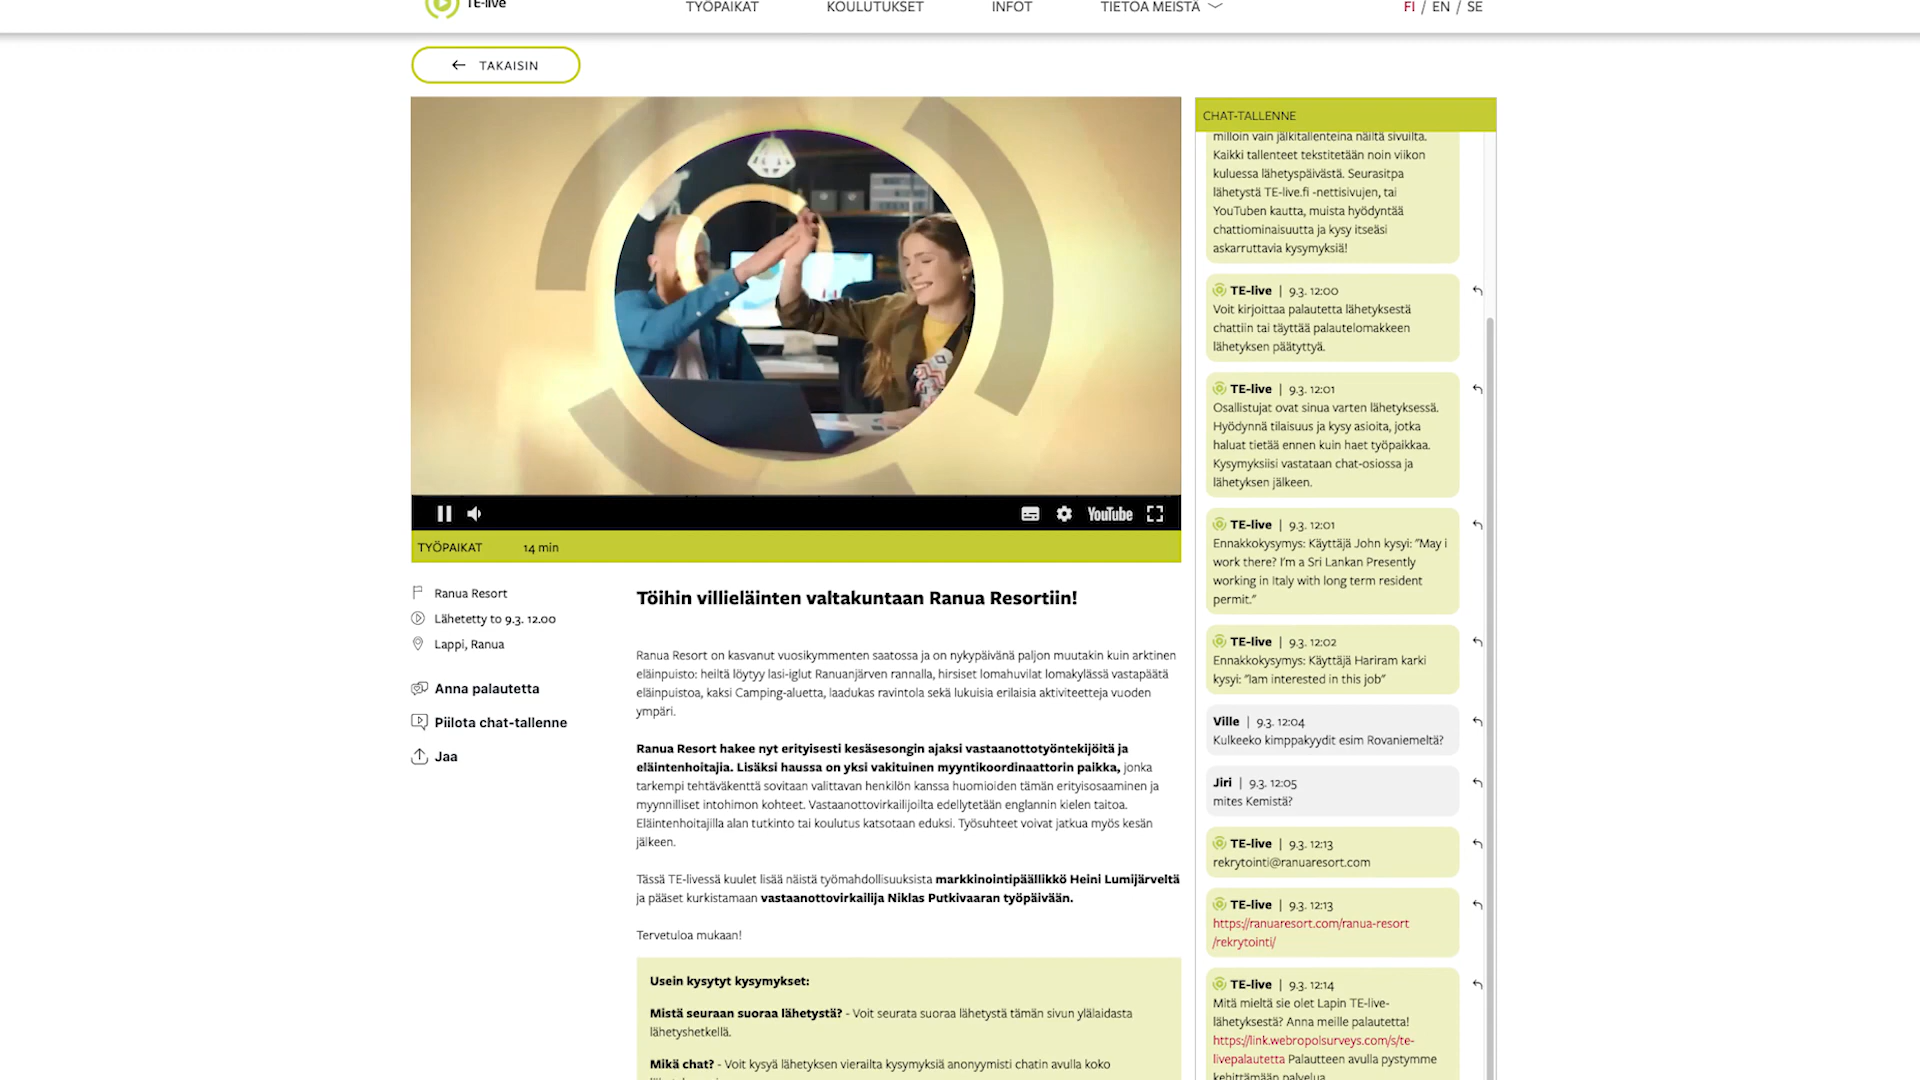 TE-live
TYÖPAIKAT
KOULUTUKSET
INFOT
TIETOA MEISTÄ
FI / EN / SE
TAKAISIN
YouTube
TYÖPAIKAT
14 min
Ranua Resort
Lähetetty to 9.3. 12.00
Lappi, Ranua
Anna palautetta
Piilota chat-tallenne
Jaa
Töihin villieläinten valtakuntaan Ranua Resortiin!
Ranua Resort on kasvanut vuosikymmenten saatossa ja on nykypäivänä paljon muutakin kuin arktinen
eläinpuisto: heiltä löytyy lasi-iglut Ranuanjärven rannalla, hirsiset lomahuvilat lomakylässä vastapäätä
eläinpuistoa, kaksi Camping-aluetta, laadukas ravintola sekä lukuisia erilaisia aktiviteetteja vuoden
ympäri.
Ranua Resort hakee nyt erityisesti kesäsesongin ajaksi vastaanottotyöntekijöitä ja
eläintenhoitajia. Lisäksi haussa on yksi vakituinen myyntikoordinaattorin paikka, jonka
tarkempi tehtäväkenttä sovitaan valittavan henkilön kanssa huomioiden tämän erityisosaaminen ja
myynnilliset intohimon kohteet. Vastaanottovirkailijoilta edellytetään englannin kielen taitoa.
Eläintenhoitajilla alan tutkinto tai koulutus katsotaan eduksi. Työsuhteet voivat jatkua myös kesän
jälkeen.
Tässä TE-livessä kuulet lisää näistä työmahdollisuuksista markkinointipäällikkö Heini Lumijärveltä
ja pääset kurkistamaan vastaanottovirkailija Niklas Putkivaaran työpäivään.
Tervetuloa mukaan!
Usein kysytyt kysymykset:
Mistä seuraan suoraa lähetystä? - Voit seurata suoraa lähetystä tämän sivun ylälaidasta
lähetyshetkellä.
Mikä chat? - Voit kysyä lähetyksen vierailta kysymyksiä anonyymisti chatin avulla koko
CHAT-TALLENNE
milloin vain jälkitallenteina näiltä sivuilta.
Kaikki tallenteet tekstitetään noin viikon
kuluessa lähetyspäivästä. Seurasitpa
lähetystä TE-live.fi -nettisivujen, tai
YouTuben kautta, muista hyödyntää
chattiominaisuutta ja kysy itseäsi
askarruttavia kysymyksiä!
TE-live | 9.3. 12:00
Voit kirjoittaa palautetta lähetyksestä
chattiin tai täyttää palautelomakkeen
lähetyksen päätyttyä.
TE-live | 9.3. 12:01
Osallistujat ovat sinua varten lähetyksessä.
Hyödynnä tilaisuus ja kysy asioita, jotka
haluat tietää ennen kuin haet työpaikkaa.
Kysymyksiisi vastataan chat-osiossa ja
lähetyksen jälkeen.
TE-live | 9.3. 12:01
Ennakkokysymys: Käyttäjä John kysyi: "May i
work there? I'm a Sri Lankan Presently
working in Italy with long term resident
permit."
TE-live | 9.3. 12:02
Ennakkokysymys: Käyttäjä Hariram karki
kysyi: "Iam interested in this job"
Ville | 9.3. 12:04
Kulkeeko kimppakyydit esim Rovaniemeltä?
Jiri | 9.3. 12:05
mites Kemistä?
TE-live | 9.3. 12:13
rekrytointi@ranuaresort.com
TE-live | 9.3. 12:13
https://ranuaresort.com/ranua-resort
/rekrytointi/
TE-live | 9.3. 12:14
Mitä mieltä sie olet Lapin TE-live-
lähetyksestä? Anna meille palautetta!
https://link.webropolsurveys.com/s/te-
livepalautetta Palautteen avulla pystymme
kehittämään palvelua